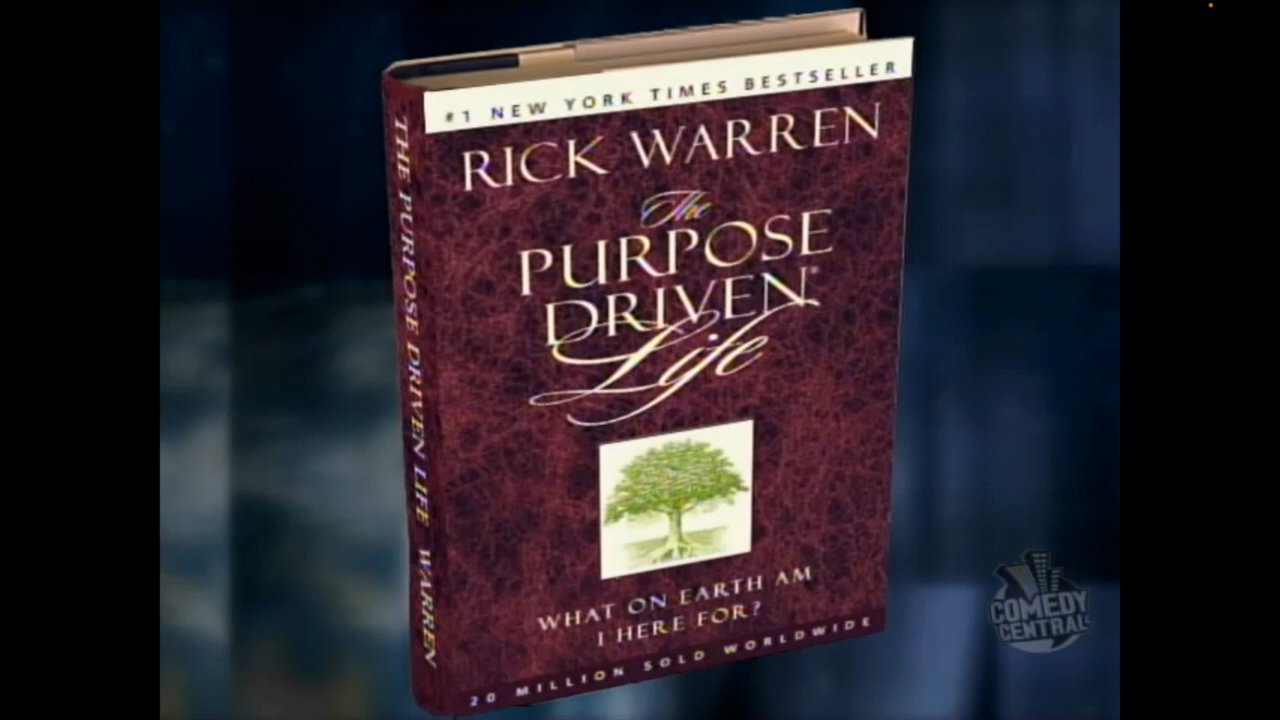 #1 NEW YORK TIMES BESTSELLER
RICK WARREN
The
PURPOSE
DRIVEN®
Life
WHAT ON EARTH AM
I HERE FOR?
20 MILLION SOLD WORLDWIDE
THE PURPOSE DRIVEN LIFE WARREN
COMEDY
CENTRAL